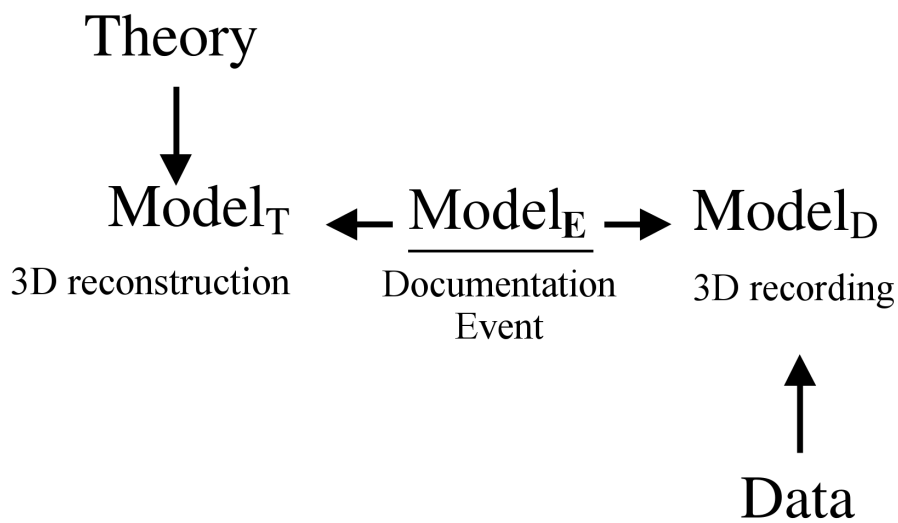 Theory
Model_T
Model_E
Model_D
3D reconstruction
Documentation
Event
3D recording
Data